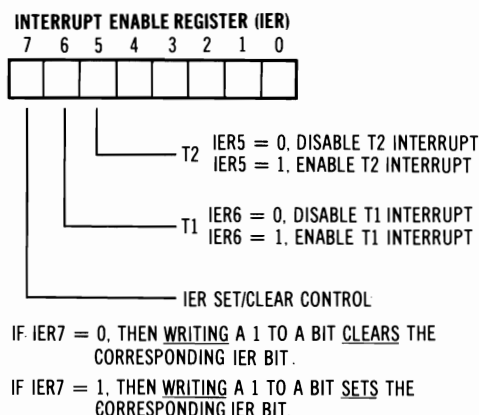 INTERRUPT ENABLE REGISTER (IER)
7 6 5 4 3 2 1 0
T2 IER5 = 0, DISABLE T2 INTERRUPT
IER5 = 1, ENABLE T2 INTERRUPT
T1 IER6 = 0, DISABLE T1 INTERRUPT
IER6 = 1, ENABLE T1 INTERRUPT
IER SET/CLEAR CONTROL
IF IER7 = 0, THEN WRITING A 1 TO A BIT CLEARS THE
CORRESPONDING IER BIT.
IF IER7 = 1, THEN WRITING A 1 TO A BIT SETS THE
CORRESPONDING IER BIT